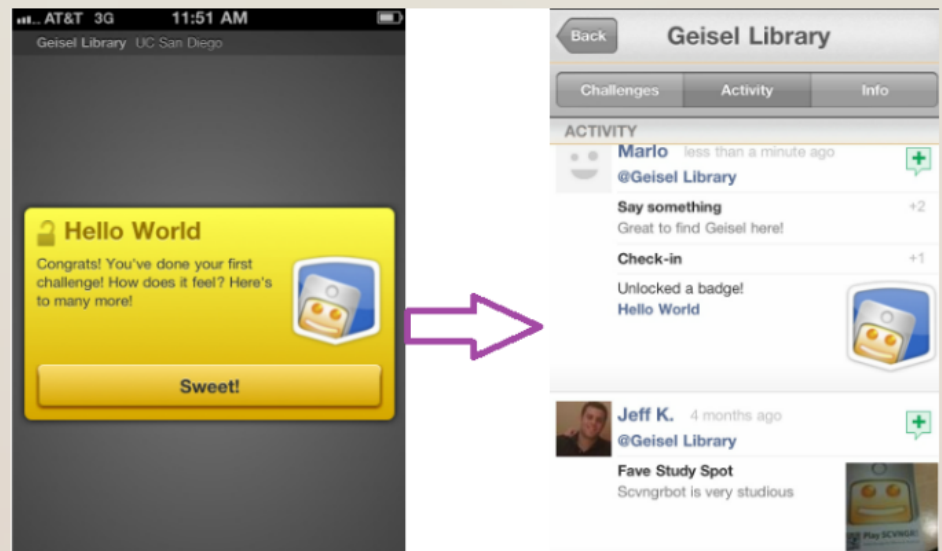 AT&T 3G 11:51 AM
Geisel Library UC San Diego
Hello World
Congrats! You've done your first
challenge! How does it feel? Here's
to many more!
Sweet!
Back Geisel Library
Challenges Activity Info
ACTIVITY
Marlo less than a minute ago
@Geisel Library
Say something +2
Great to find Geisel here!
Check-in +1
Unlocked a badge!
Hello World
Jeff K. 4 months ago
@Geisel Library
Fave Study Spot
Scvngrbot is very studious
Play SCVNGR